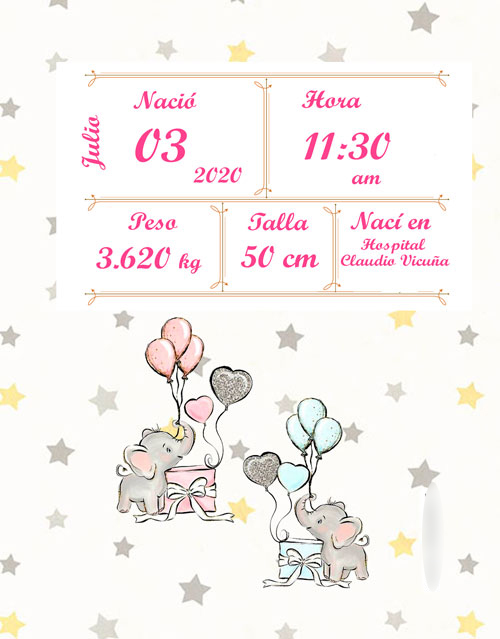 Nació
Julio
03
2020
Hora
11:30
am
Peso
3.620 kg
Talla
50 cm
Nací en
Hospital
Claudio Vicuña